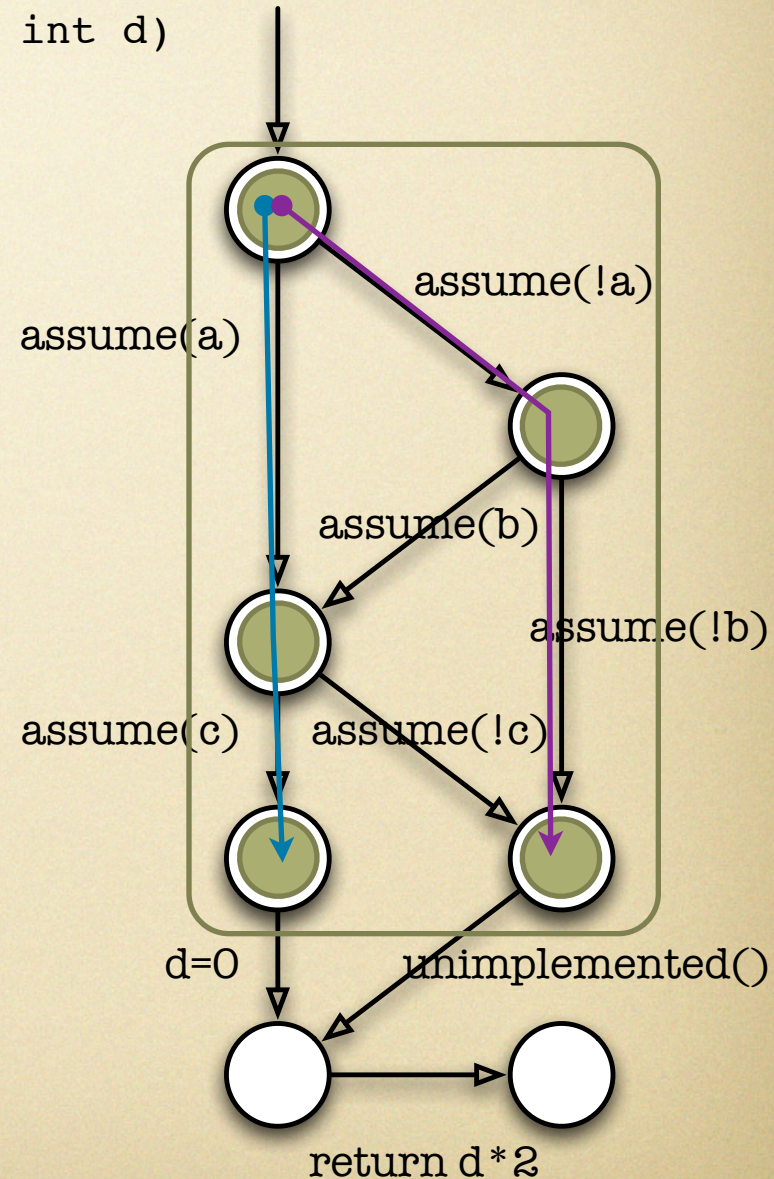 int d)
assume(!a)
assume(a)
assume(b)
assume(!b)
assume(c)
assume(!c)
d=0
unimplemented()
return d*2